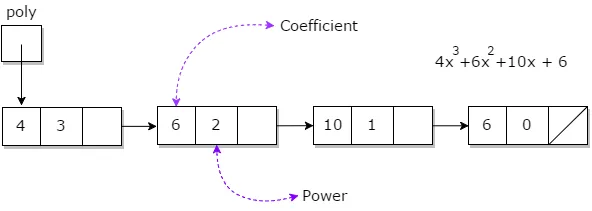 poly
Coefficient
4x³+6x²+10x + 6
4 3 6 2 10 1 6 0
Power